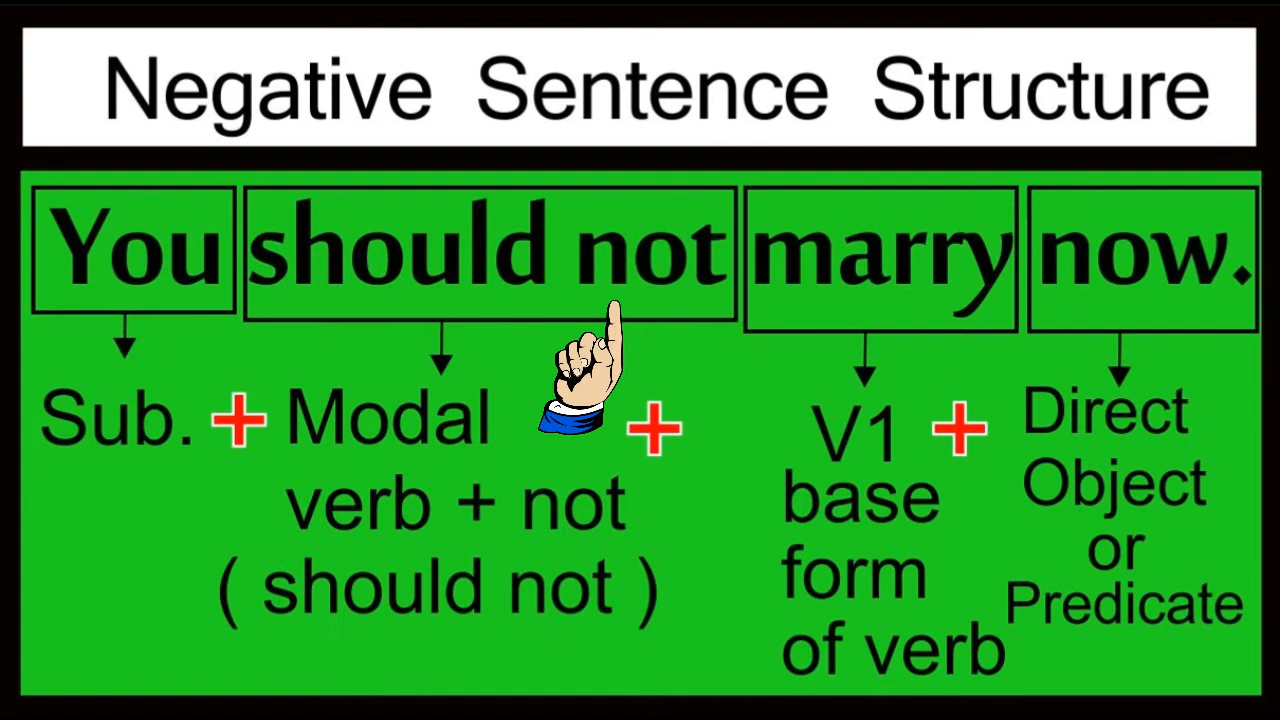 Negative Sentence Structure
You should not marry now.
Sub. + Modal verb + not ( should not ) + V1 base form of verb + Direct Object or Predicate